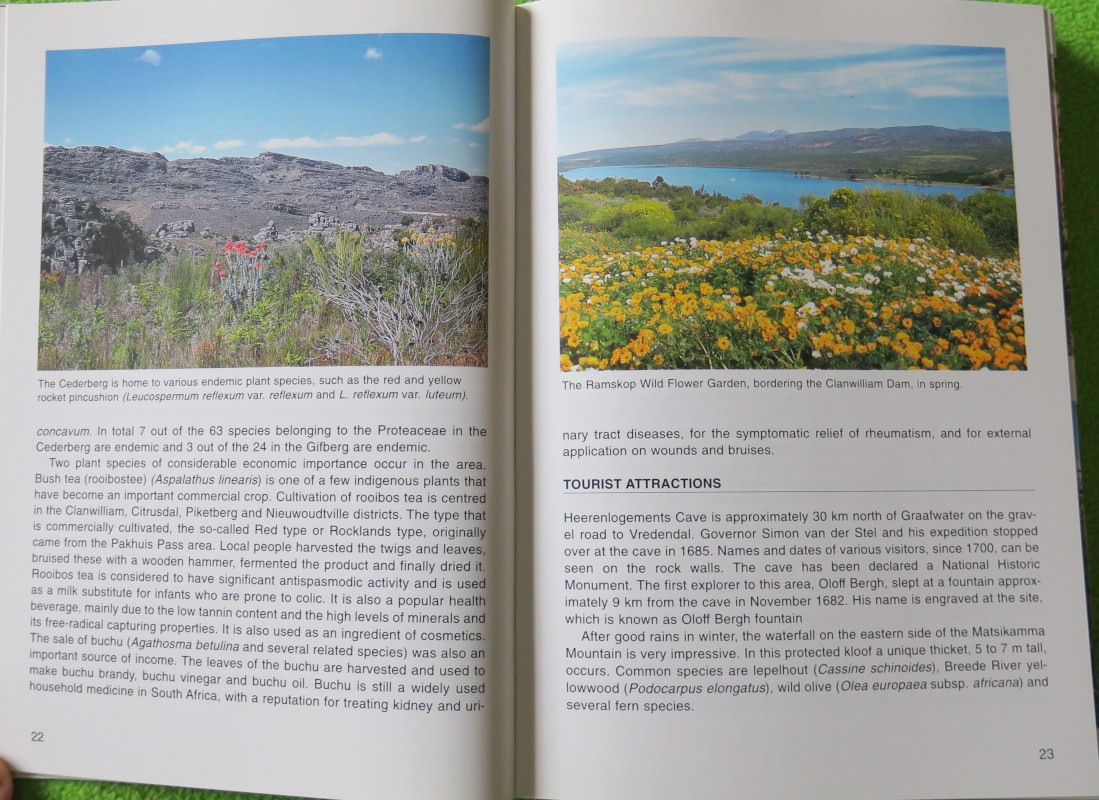 The Cederberg is home to various endemic plant species, such as the red and yellow
rocket pincushion (Leucospermum reflexum var. reflexum and L. reflexum var. luteum).
concavum. In total 7 out of the 63 species belonging to the Proteaceae in the
Cederberg are endemic and 3 out of the 24 in the Gifberg are endemic.
Two plant species of considerable economic importance occur in the area.
Bush tea (rooibostee) (Aspalathus linearis) is one of a few indigenous plants that
have become an important commercial crop. Cultivation of rooibos tea is centred
in the Clanwilliam, Citrusdal, Piketberg and Nieuwoudtville districts. The type that
is commercially cultivated, the so-called Red type or Rocklands type, originally
came from the Pakhuis Pass area. Local people harvested the twigs and leaves,
bruised these with a wooden hammer, fermented the product and finally dried it.
Rooibos tea is considered to have significant antispasmodic activity and is used
as a milk substitute for infants who are prone to colic. It is also a popular health
beverage, mainly due to the low tannin content and the high levels of minerals and
its free-radical capturing properties. It is also used as an ingredient of cosmetics.
The sale of buchu (Agathosma betulina and several related species) was also an
important source of income. The leaves of the buchu are harvested and used to
make buchu brandy, buchu vinegar and buchu oil. Buchu is still a widely used
household medicine in South Africa, with a reputation for treating kidney and uri-
22
The Ramskop Wild Flower Garden, bordering the Clanwilliam Dam, in spring.
nary tract diseases, for the symptomatic relief of rheumatism, and for external
application on wounds and bruises.
TOURIST ATTRACTIONS
Heerenlogements Cave is approximately 30 km north of Graafwater on the grav-
el road to Vredendal. Governor Simon van der Stel and his expedition stopped
over at the cave in 1685. Names and dates of various visitors, since 1700, can be
seen on the rock walls. The cave has been declared a National Historic
Monument. The first explorer to this area, Oloff Bergh, slept at a fountain approx-
imately 9 km from the cave in November 1682. His name is engraved at the site,
which is known as Oloff Bergh fountain
After good rains in winter, the waterfall on the eastern side of the Matsikamma
Mountain is very impressive. In this protected kloof a unique thicket, 5 to 7 m tall,
occurs. Common species are lepelhout (Cassine schinoides), Breede River yel-
lowwood (Podocarpus elongatus), wild olive (Olea europaea subsp. africana) and
several fern species.
23